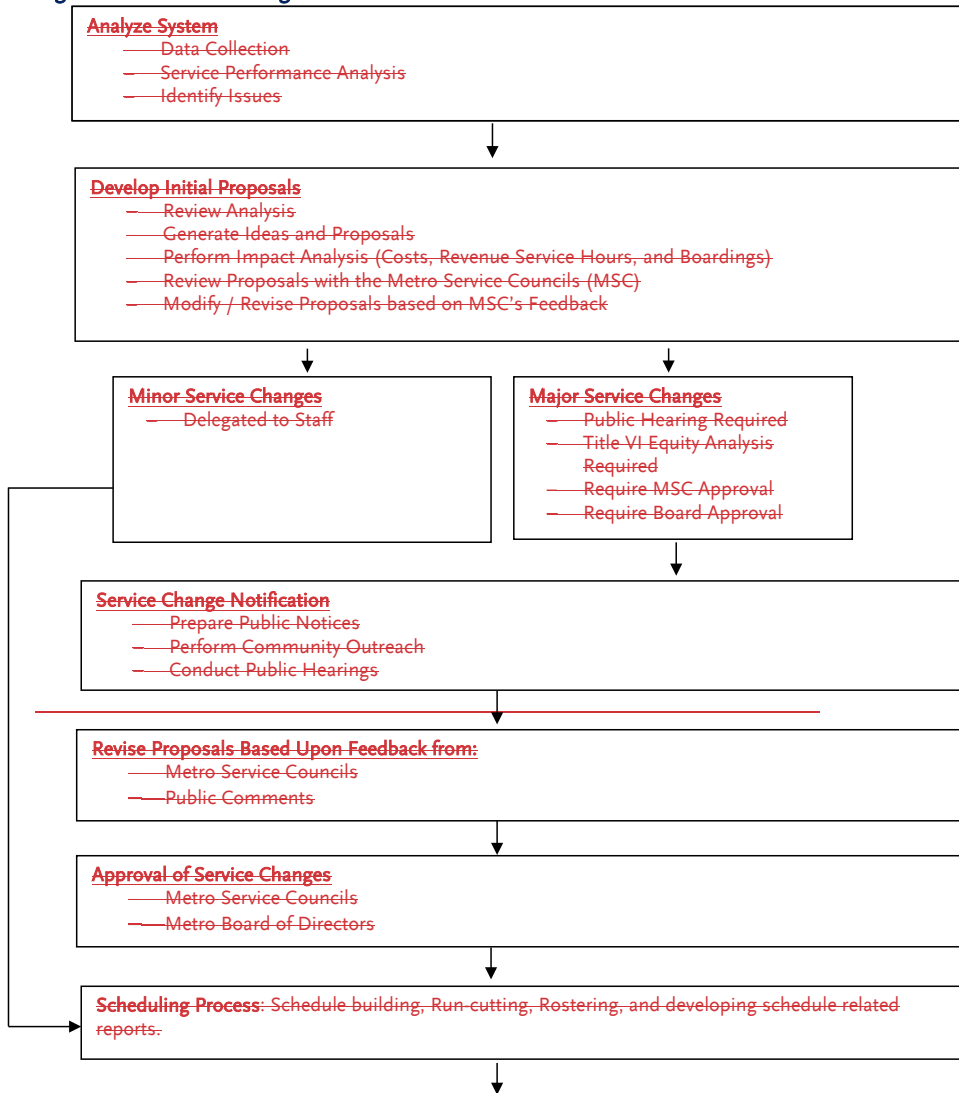 Analyze System
— Data Collection
— Service Performance Analysis
— Identify Issues
Develop Initial Proposals
— Review Analysis
— Generate Ideas and Proposals
— Perform Impact Analysis (Costs, Revenue Service Hours, and Boardings)
— Review Proposals with the Metro Service Councils (MSC)
— Modify / Revise Proposals based on MSC's Feedback
Minor Service Changes
— Delegated to Staff
Major Service Changes
— Public Hearing Required
— Title VI Equity Analysis
Required
— Require MSC Approval
— Require Board Approval
Service Change Notification
— Prepare Public Notices
— Perform Community Outreach
— Conduct Public Hearings
Revise Proposals Based Upon Feedback from:
— Metro Service Councils
— Public Comments
Approval of Service Changes
— Metro Service Councils
— Metro Board of Directors
Scheduling Process: Schedule building, Run-cutting, Rostering, and developing schedule related
reports.